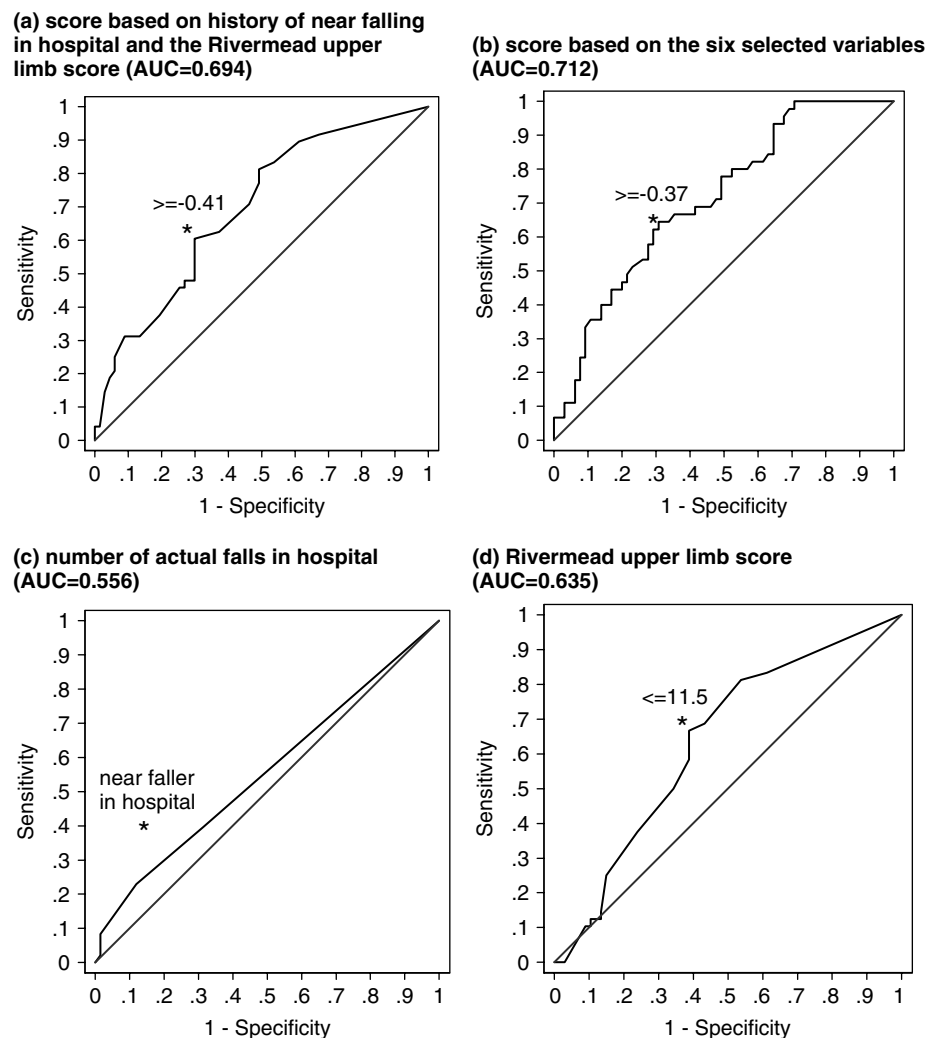 (a) score based on history of near falling
in hospital and the Rivermead upper
limb score (AUC=0.694)
1
.9
.8
.7
.6
.5
.4
.3
.2
.1
0
Sensitivity
>=-0.41
*
0 .1 .2 .3 .4 .5 .6 .7 .8 .9 1
1 - Specificity
(b) score based on the six selected variables
(AUC=0.712)
1
.9
.8
.7
.6
.5
.4
.3
.2
.1
0
Sensitivity
>=-0.37
*
0 .1 .2 .3 .4 .5 .6 .7 .8 .9 1
1 - Specificity
(c) number of actual falls in hospital
(AUC=0.556)
1
.9
.8
.7
.6
.5
.4
.3
.2
.1
0
Sensitivity
near faller
in hospital
*
0 .1 .2 .3 .4 .5 .6 .7 .8 .9 1
1 - Specificity
(d) Rivermead upper limb score
(AUC=0.635)
1
.9
.8
.7
.6
.5
.4
.3
.2
.1
0
Sensitivity
<=11.5
*
0 .1 .2 .3 .4 .5 .6 .7 .8 .9 1
1 - Specificity